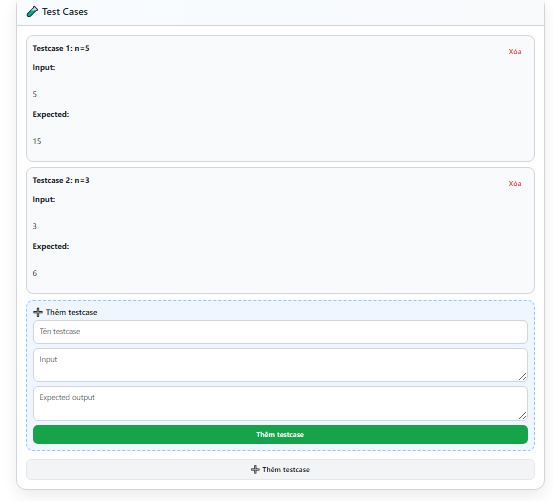 Test Cases
Testcase 1: n=5
Xóa
Input:
5
Expected:
15
Testcase 2: n=3
Xóa
Input:
3
Expected:
6
➕ Thêm testcase
Tên testcase
Input
Expected output
Thêm testcase
➕ Thêm testcase